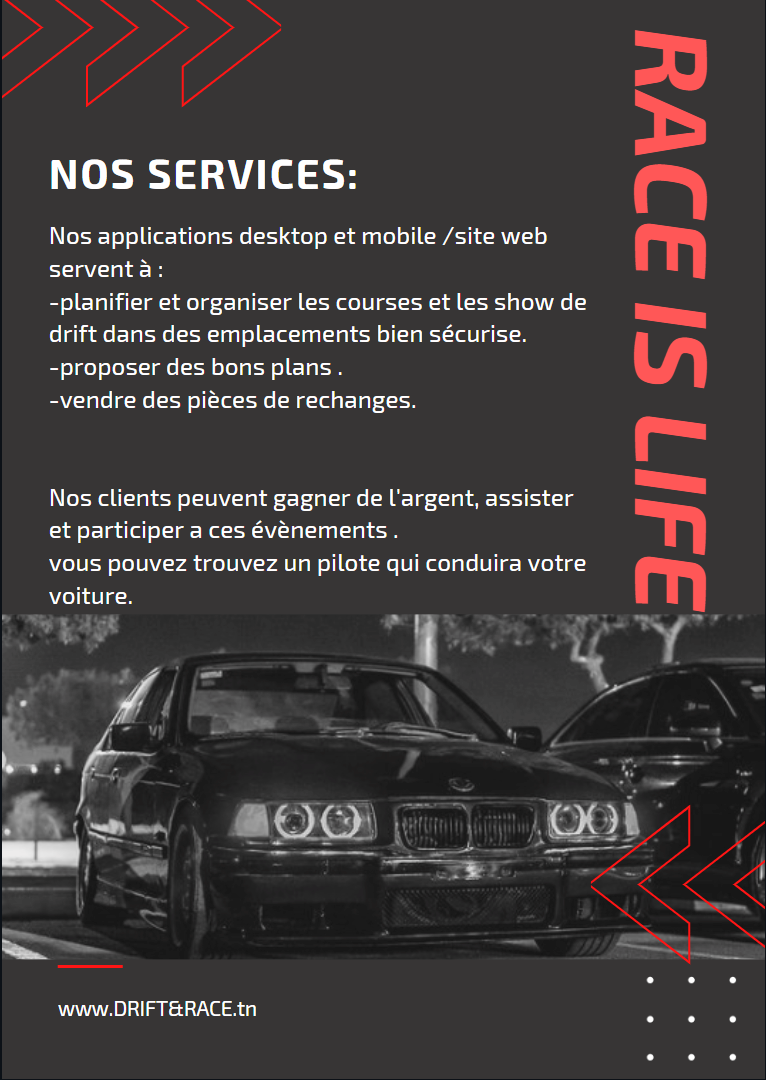 RACE IS LIFE
NOS SERVICES:
Nos applications desktop et mobile /site web
servent à :
-planifier et organiser les courses et les show de
drift dans des emplacements bien sécurise.
-proposer des bons plans .
-vendre des pièces de rechanges.
Nos clients peuvent gagner de l'argent, assister
et participer a ces évènements .
vous pouvez trouvez un pilote qui conduira votre
voiture.
www.DRIFT&RACE.tn